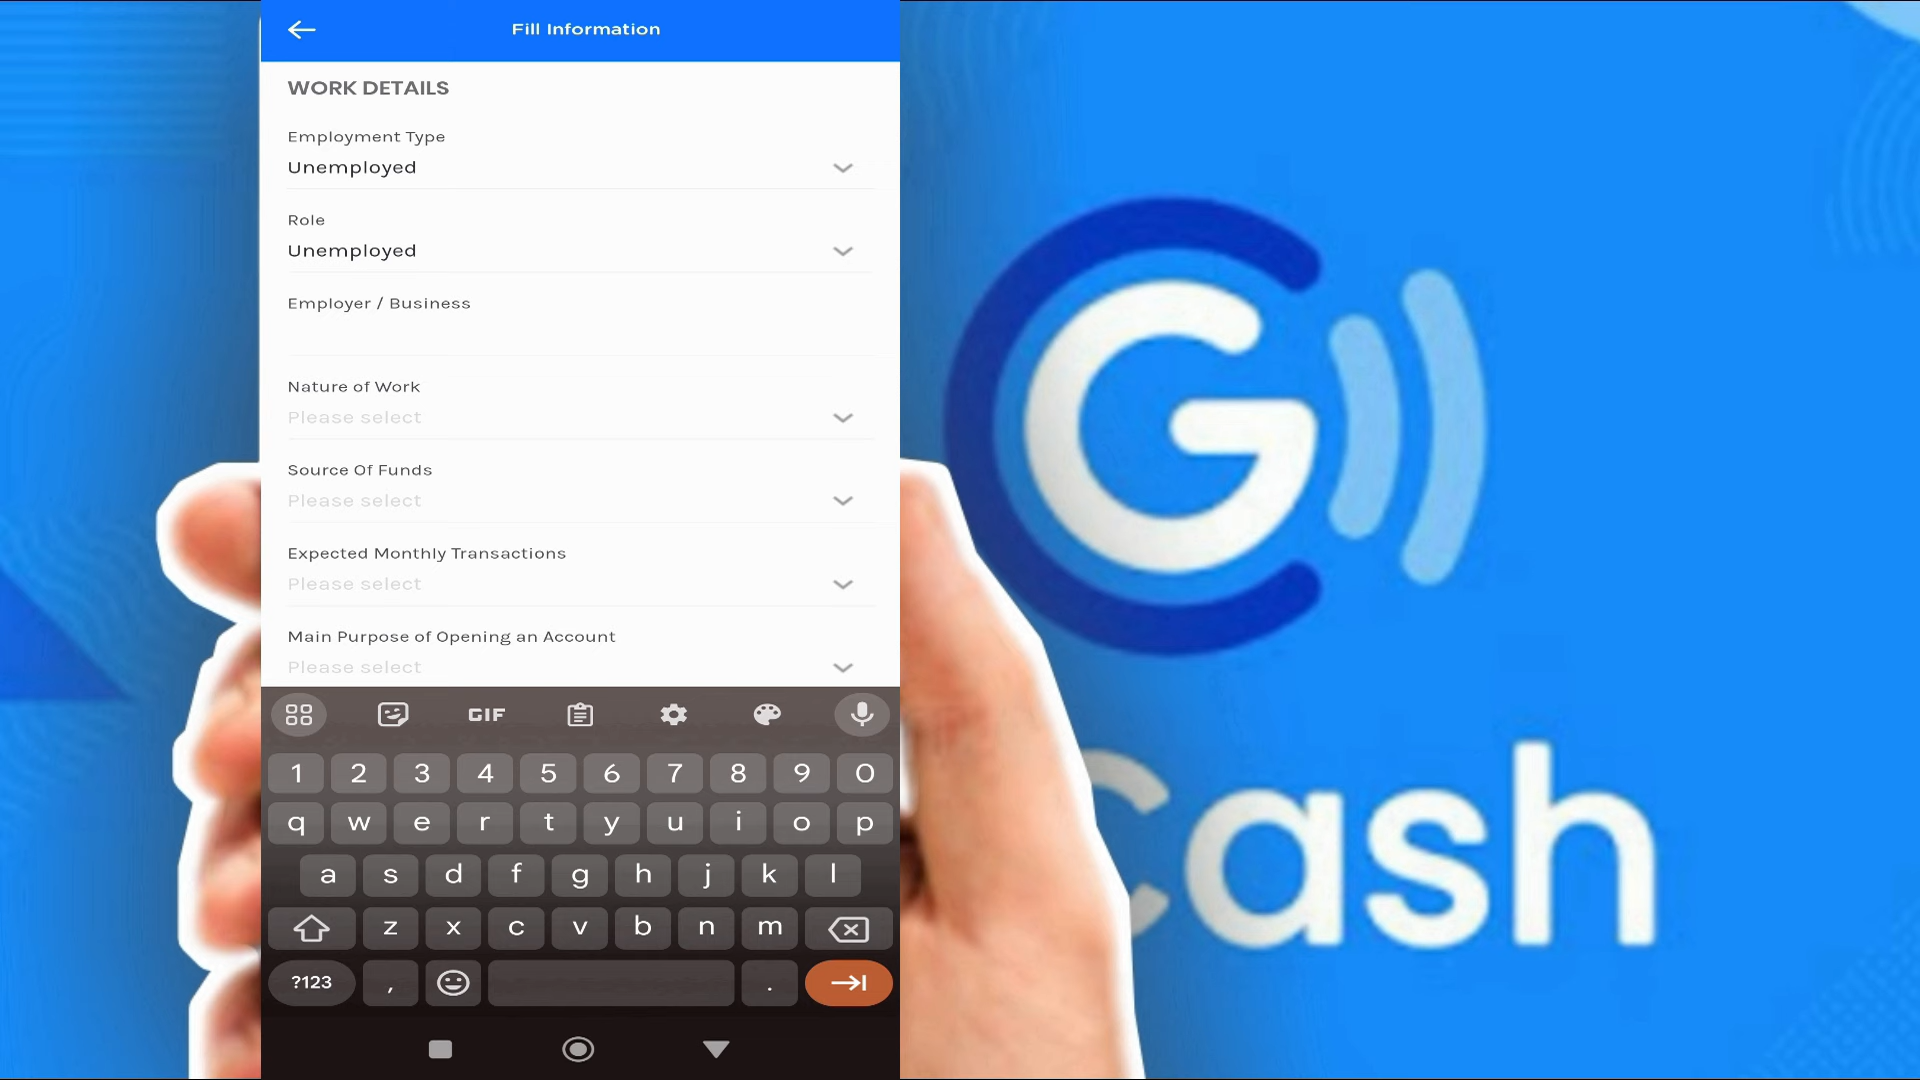 Fill Information
WORK DETAILS
Employment Type
Unemployed
Role
Unemployed
Employer / Business
Nature of Work
Please select
Source Of Funds
Please select
Expected Monthly Transactions
Please select
Main Purpose of Opening an Account
Please select
GIF
1 2 3 4 5 6 7 8 9 0
q w e r t y u i o p
a s d f g h j k l
z x c v b n m
?123 , .
G
Cash